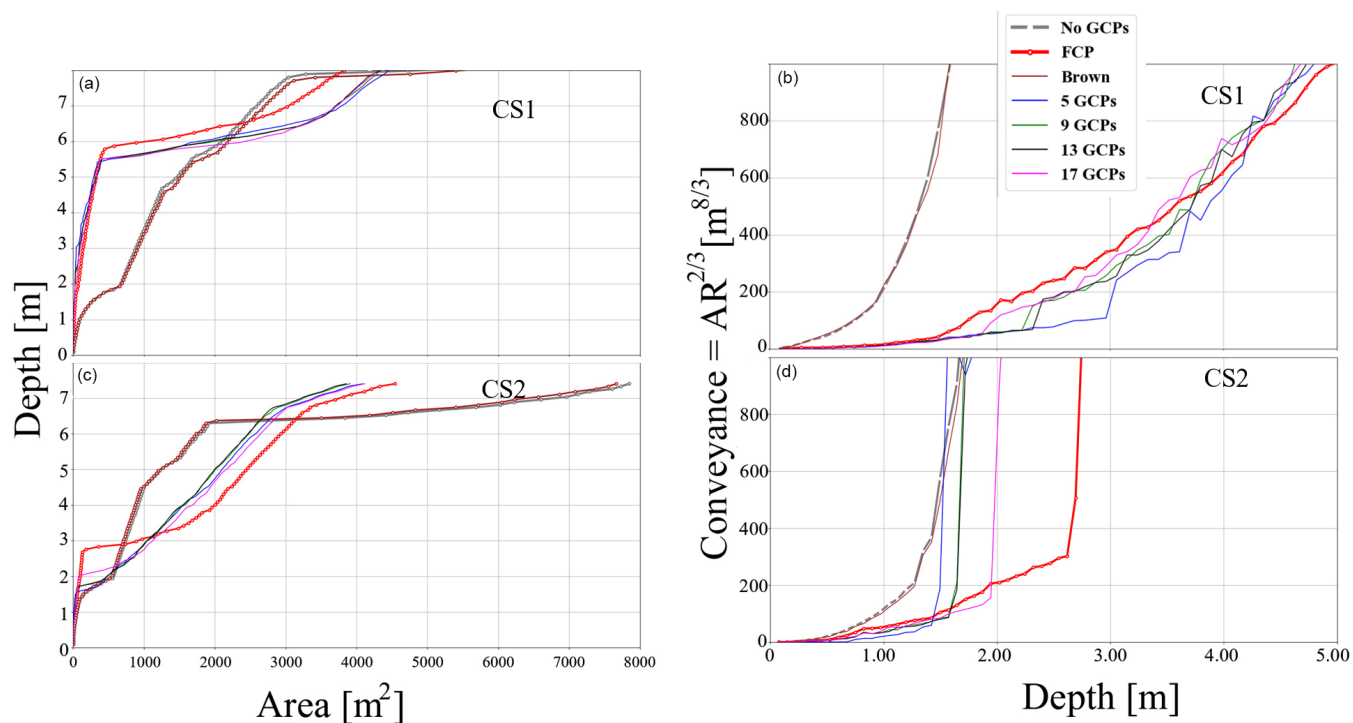 (a)
CS1
7
6
5
4
3
2
1
0
(c)
CS2
7
6
5
4
3
2
1
0
0 1000 2000 3000 4000 5000 6000 7000 8000
Depth [m]
Area [m²]
No GCPs
FCP
Brown
5 GCPs
9 GCPs
13 GCPs
17 GCPs
(b)
CS1
800
600
400
200
0
(d)
CS2
800
600
400
200
0
0 1.00 2.00 3.00 4.00 5.00
Conveyance = AR^{2/3} [m^{8/3}]
Depth [m]